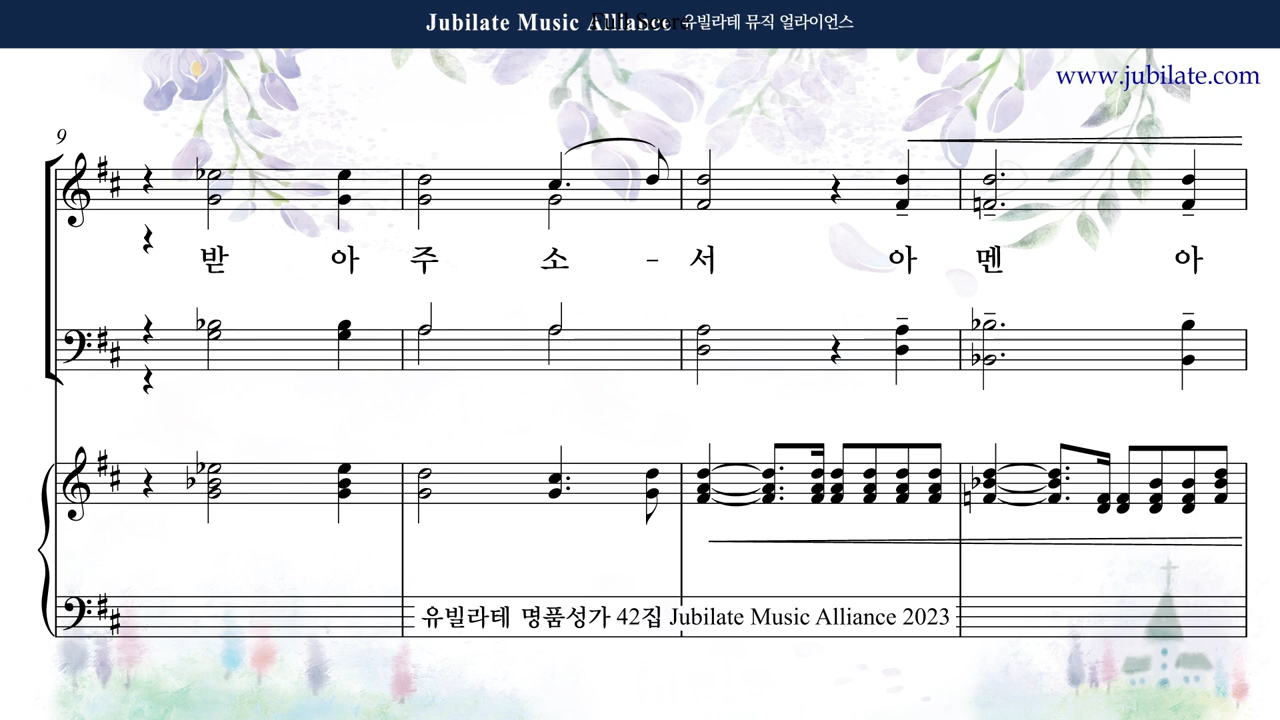 Jubilate Music Alliance 유빌라테 뮤직 얼라이언스
Full Score
www.jubilate.com
9
받 아 주 소 - 서 아 멘 아
유빌라테 명품성가 42집 Jubilate Music Alliance 2023